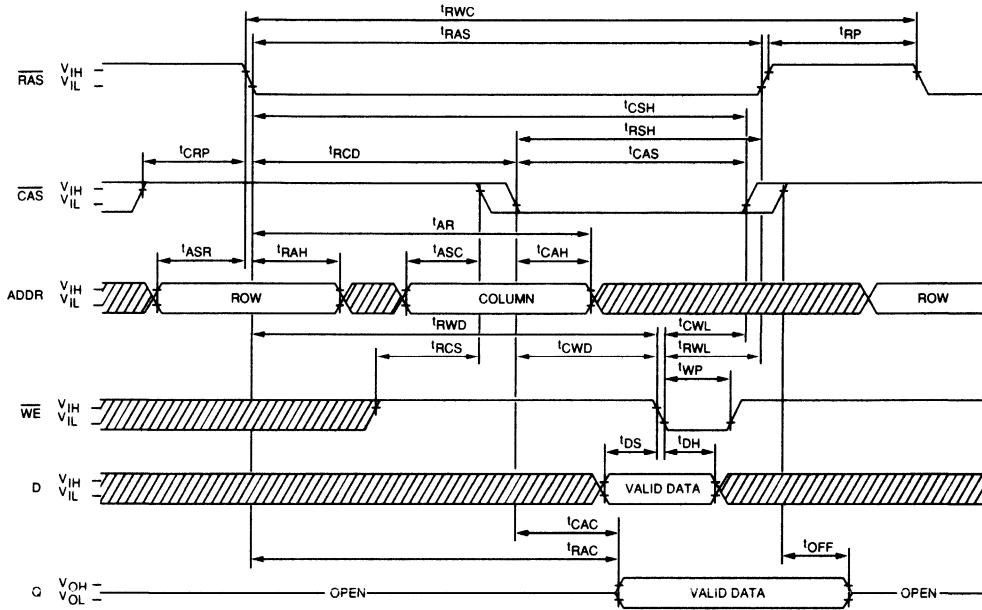 tRWC
tRAS
tRP
RAS VIH
VIL
tCSH
tRSH
tCRP
tRCD
tCAS
CAS VIH
VIL
tAR
tASR
tRAH
tASC
tCAH
ADDR VIH
VIL
ROW
COLUMN
ROW
tRWD
tCWL
tRCS
tCWD
tRWL
tWP
WE VIH
VIL
tDS
tDH
D VIH
VIL
VALID DATA
tCAC
tRAC
tOFF
Q VOH
VOL
OPEN
VALID DATA
OPEN